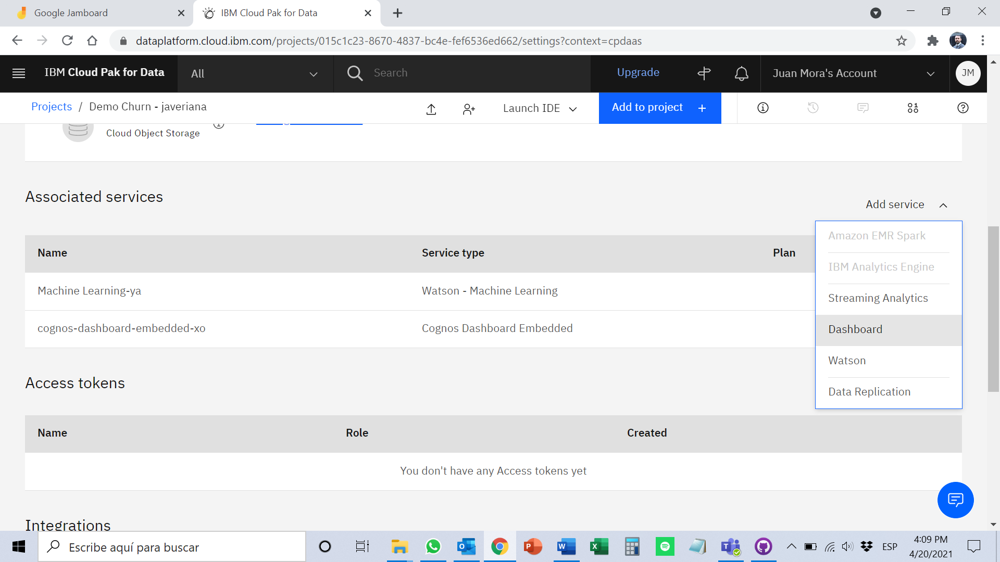 Google Jamboard
IBM Cloud Pak for Data
dataplatform.cloud.ibm.com/projects/015c1c23-8670-4837-bc4e-fef6536ed662/settings?context=cpdaas
IBM Cloud Pak for Data
All
Search
Upgrade
Juan Mora's Account
JM
Projects / Demo Churn - javeriana
Launch IDE
Add to project +
Cloud Object Storage
Associated services
Add service
Amazon EMR Spark
IBM Analytics Engine
Streaming Analytics
Dashboard
Watson
Data Replication
Name Service type Plan
Machine Learning-ya Watson - Machine Learning
cognos-dashboard-embedded-xo Cognos Dashboard Embedded
Access tokens
Name Role Created
You don't have any Access tokens yet
Integrations
Escribe aquí para buscar
ESP
4:09 PM
4/20/2021